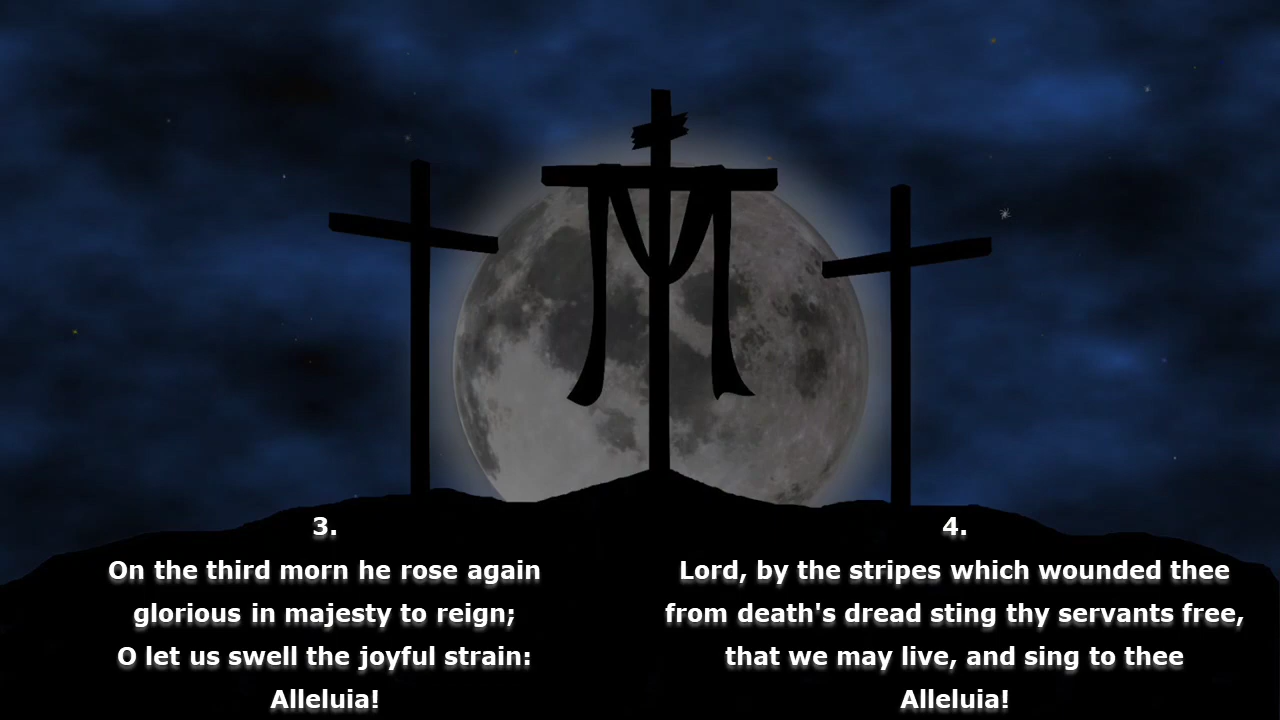 3.
On the third morn he rose again
glorious in majesty to reign;
O let us swell the joyful strain:
Alleluia!
4.
Lord, by the stripes which wounded thee
from death's dread sting thy servants free,
that we may live, and sing to thee
Alleluia!